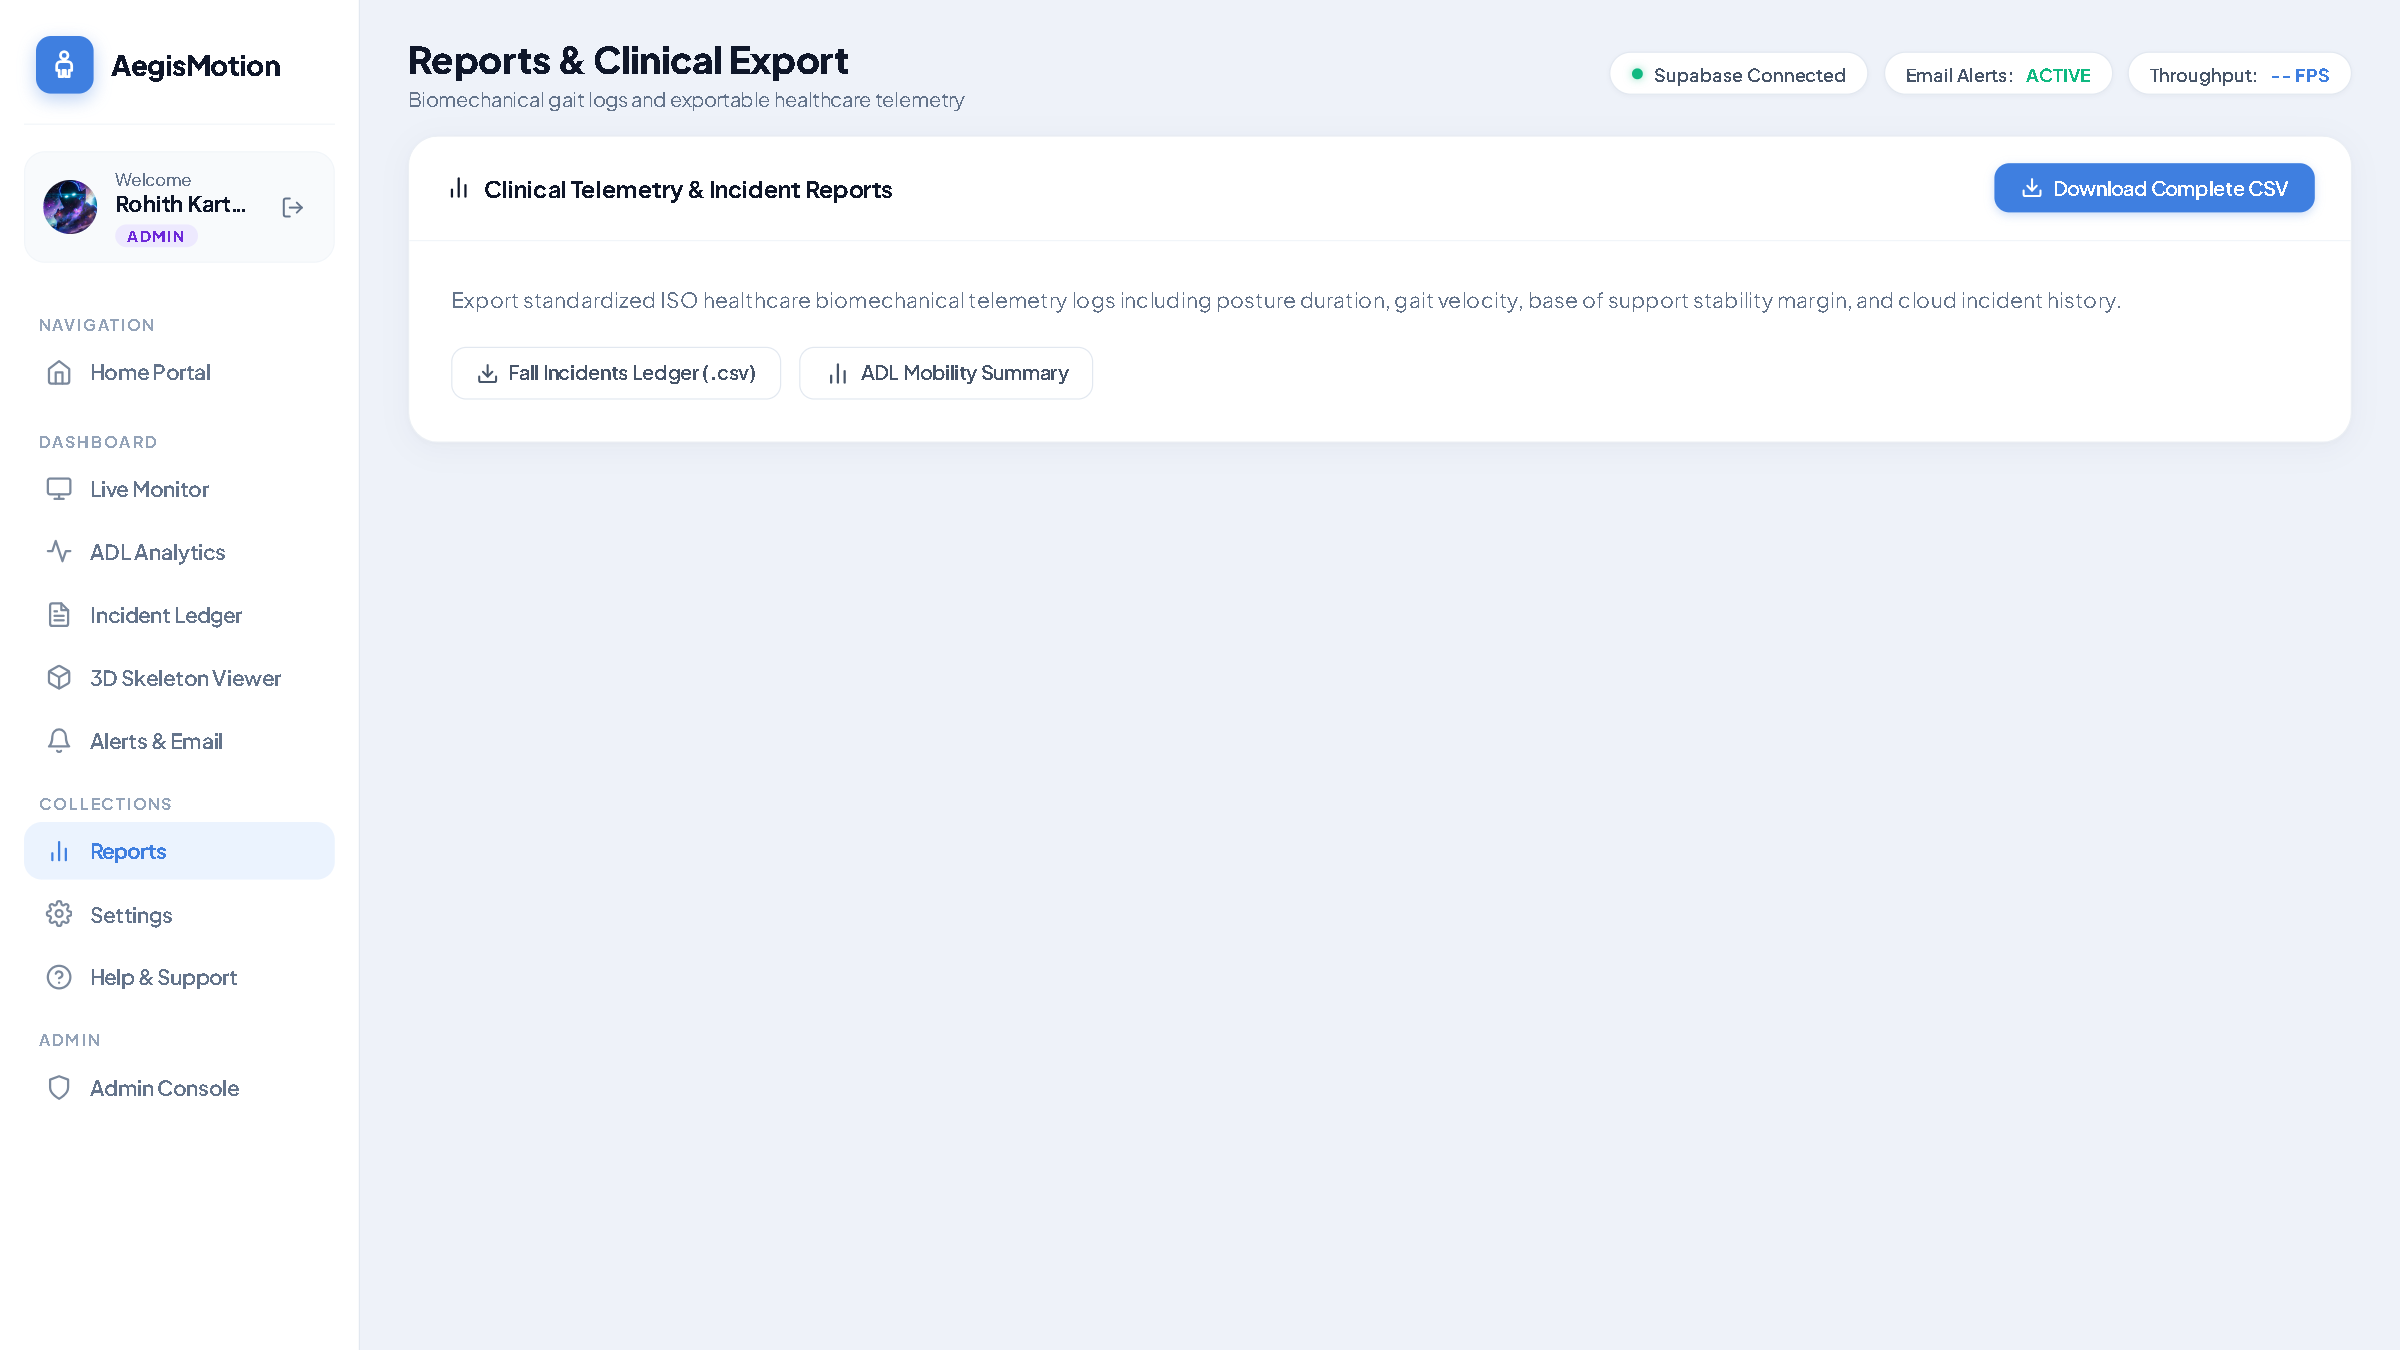 AegisMotion
Welcome
Rohith Kart...
ADMIN
NAVIGATION
Home Portal
DASHBOARD
Live Monitor
ADL Analytics
Incident Ledger
3D Skeleton Viewer
Alerts & Email
COLLECTIONS
Reports
Settings
Help & Support
ADMIN
Admin Console
Reports & Clinical Export
Biomechanical gait logs and exportable healthcare telemetry
Supabase Connected
Email Alerts: ACTIVE
Throughput: -- FPS
Clinical Telemetry & Incident Reports
Download Complete CSV
Export standardized ISO healthcare biomechanical telemetry logs including posture duration, gait velocity, base of support stability margin, and cloud incident history.
Fall Incidents Ledger (.csv)
ADL Mobility Summary